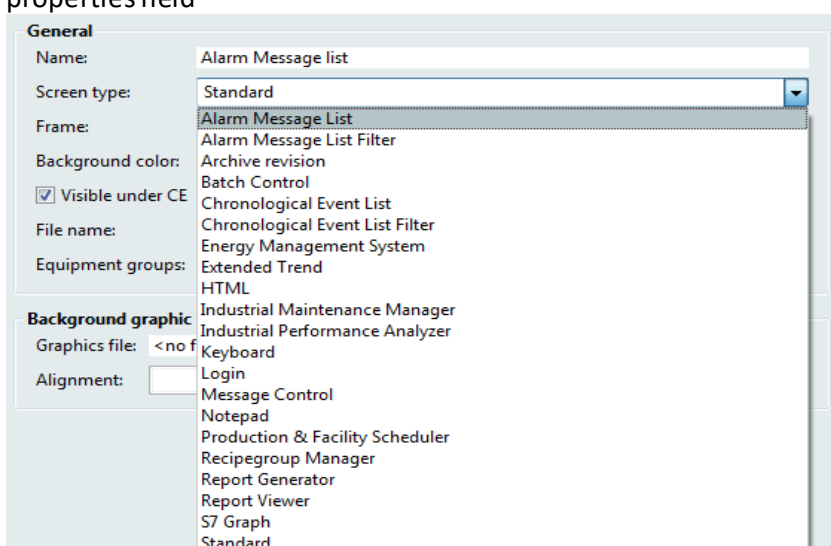 properties field
General
Name: Alarm Message list
Screen type: Standard
Frame: Alarm Message List
Alarm Message List Filter
Background color: Archive revision
Batch Control
Visible under CE Chronological Event List
File name: Chronological Event List Filter
Energy Management System
Equipment groups: Extended Trend
HTML
Industrial Maintenance Manager
Background graphic Industrial Performance Analyzer
Graphics file: <no f Keyboard
Login
Alignment: Message Control
Notepad
Production & Facility Scheduler
Recipegroup Manager
Report Generator
Report Viewer
S7 Graph
Standard